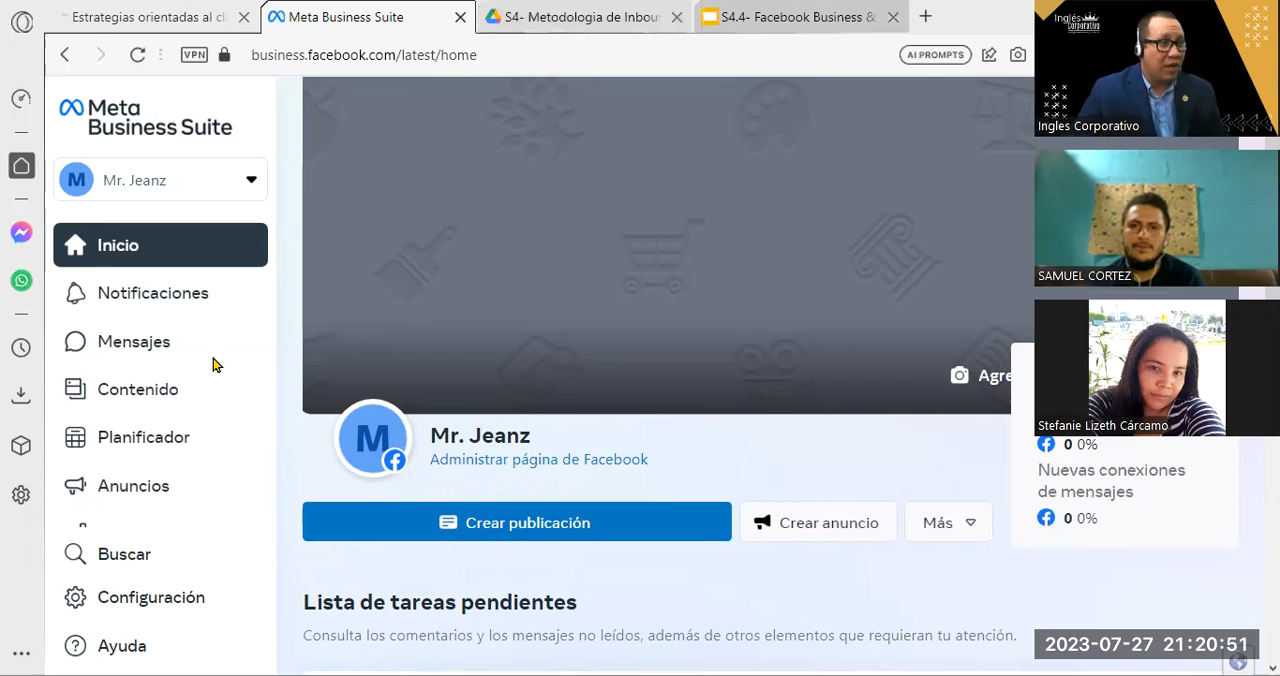 Estrategias orientadas al cli
Meta Business Suite
S4- Metodologia de Inbou
S4.4- Facebook Business &
VPN
business.facebook.com/latest/home
AI PROMPTS
Meta
Business Suite
M
Mr. Jeanz
Inicio
Notificaciones
Mensajes
Contenido
Planificador
Anuncios
Buscar
Configuración
Ayuda
Agre
M
Mr. Jeanz
Administrar página de Facebook
Crear publicación
Crear anuncio
Más
Lista de tareas pendientes
Consulta los comentarios y los mensajes no leídos, además de otros elementos que requieran tu atención.
0 0%
Nuevas conexiones
de mensajes
0 0%
Inglés
Corporativo
Ingles Corporativo
SAMUEL CORTEZ
Stefanie Lizeth Cárcamo
2023-07-27 21:20:51